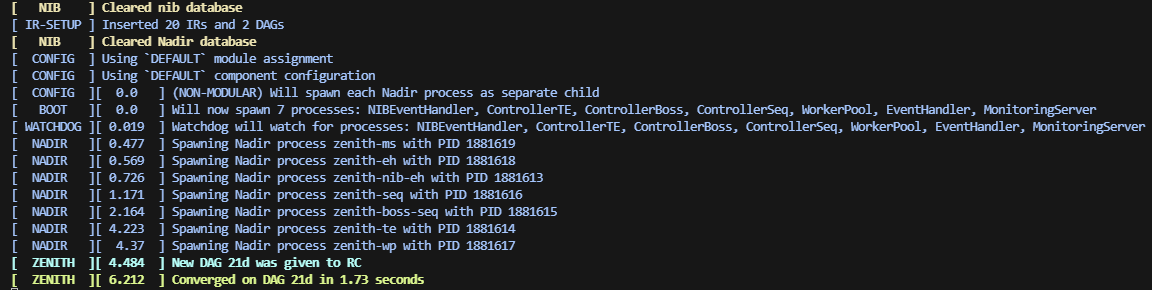 [   NIB    ] Cleared nib database
[ IR-SETUP ] Inserted 20 IRs and 2 DAGs
[   NIB    ] Cleared Nadir database
[  CONFIG  ] Using `DEFAULT` module assignment
[  CONFIG  ] Using `DEFAULT` component configuration
[  CONFIG  ][  0.0   ] (NON-MODULAR) Will spawn each Nadir process as separate child
[   BOOT   ][  0.0   ] Will now spawn 7 processes: NIBEventHandler, ControllerTE, ControllerBoss, ControllerSeq, WorkerPool, EventHandler, MonitoringServer
[ WATCHDOG ][ 0.019  ] Watchdog will watch for processes: NIBEventHandler, ControllerTE, ControllerBoss, ControllerSeq, WorkerPool, EventHandler, MonitoringServer
[  NADIR   ][ 0.477  ] Spawning Nadir process zenith-ms with PID 1881619
[  NADIR   ][ 0.569  ] Spawning Nadir process zenith-eh with PID 1881618
[  NADIR   ][ 0.726  ] Spawning Nadir process zenith-nib-eh with PID 1881613
[  NADIR   ][ 1.171  ] Spawning Nadir process zenith-seq with PID 1881616
[  NADIR   ][ 2.164  ] Spawning Nadir process zenith-boss-seq with PID 1881615
[  NADIR   ][ 4.223  ] Spawning Nadir process zenith-te with PID 1881614
[  NADIR   ][  4.37  ] Spawning Nadir process zenith-wp with PID 1881617
[  ZENITH  ][ 4.484  ] New DAG 21d was given to RC
[  ZENITH  ][ 6.212  ] Converged on DAG 21d in 1.73 seconds